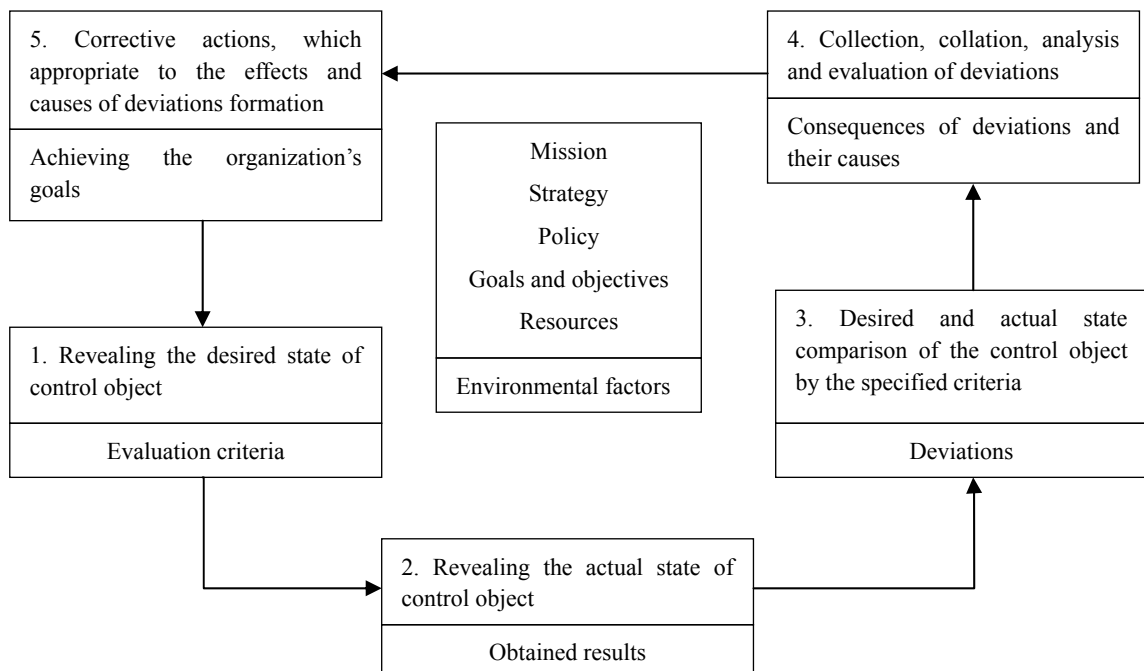 5. Corrective actions, which
appropriate to the effects and
causes of deviations formation
Achieving the organization’s
goals
4. Collection, collation, analysis
and evaluation of deviations
Consequences of deviations and
their causes
Mission
Strategy
Policy
Goals and objectives
Resources
Environmental factors
1. Revealing the desired state of
control object
Evaluation criteria
3. Desired and actual state
comparison of the control object
by the specified criteria
Deviations
2. Revealing the actual state of
control object
Obtained results